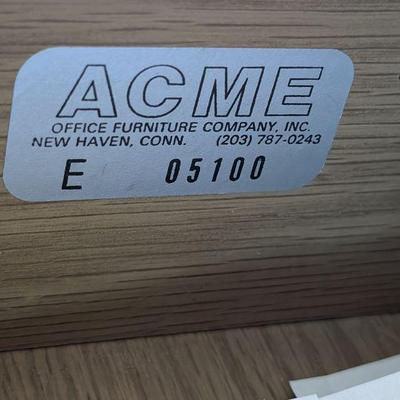 ACME
OFFICE FURNITURE COMPANY, INC.
NEW HAVEN, CONN. (203) 787-0243
E 05100